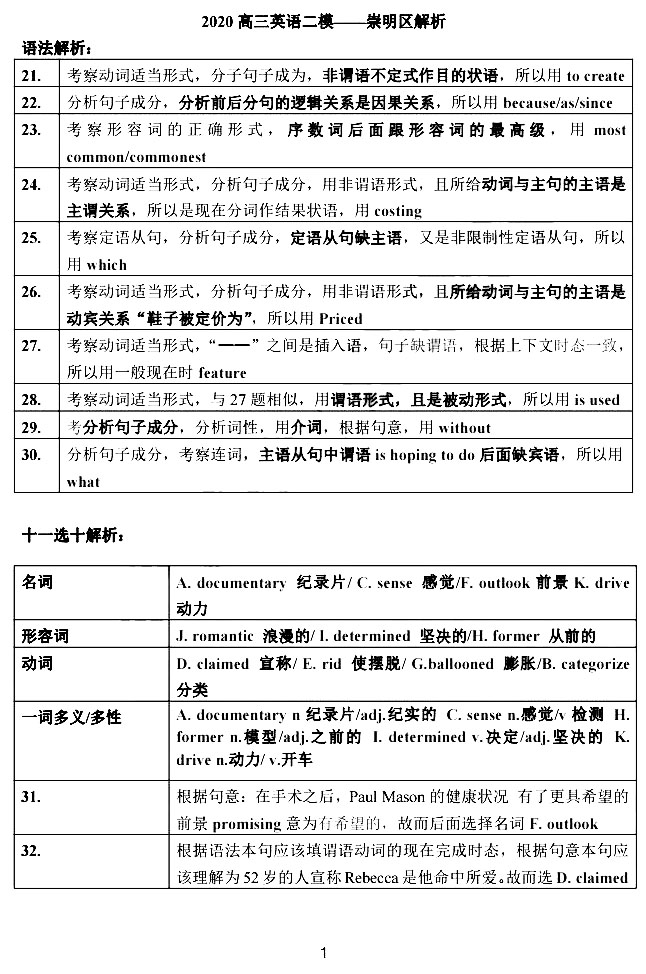 2020 高三英语二模——崇明区解析
语法解析：
21. 考察动词适当形式，分子句子成为，非谓语不定式作目的状语，所以用 to create
22. 分析句子成分，分析前后分句的逻辑关系是因果关系，所以用 because/as/since
23. 考察形容词的正确形式，序数词后面跟形容词的最高级，用 most
common/commonest
24. 考察动词适当形式，分析句子成分，用非谓语形式，且所给动词与主句的主语是
主谓关系，所以是现在分词作结果状语，用 costing
25. 考察定语从句，分析句子成分，定语从句缺主语，又是非限制性定语从句，所以
用 which
26. 考察动词适当形式，分析句子成分，用非谓语形式，且所给动词与主句的主语是
动宾关系“鞋子被定价为”，所以用 Priced
27. 考察动词适当形式，“——”之间是插入语，句子缺谓语，根据上下文时态一致，
所以用一般现在时 feature
28. 考察动词适当形式，与 27 题相似，用谓语形式，且是被动形式，所以用 is used
29. 考分析句子成分，分析词性，用介词，根据句意，用 without
30. 分析句子成分，考察连词，主语从句中谓语 is hoping to do 后面缺宾语，所以用
what
十一选十解析：
名词 A. documentary 纪录片/ C. sense 感觉/F. outlook 前景 K. drive
动力
形容词 J. romantic 浪漫的/ I. determined 坚决的/H. former 从前的
动词 D. claimed 宣称/ E. rid 使摆脱/ G.ballooned 膨胀/B. categorize
分类
一词多义/多性 A. documentary n 纪录片/adj.纪实的 C. sense n.感觉/v 检测 H.
former n.模型/adj.之前的 I. determined v.决定/adj.坚决的 K.
drive n.动力/ v.开车
31. 根据句意：在手术之后，Paul Mason 的健康状况 有了更具希望的
前景 promising 意为有希望的，故而后面选择名词 F. outlook
32. 根据语法本句应该填谓语动词的现在完成时态，根据句意本句应
该理解为 52 岁的人宣称 Rebecca 是他命中所爱。故而选 D. claimed
1